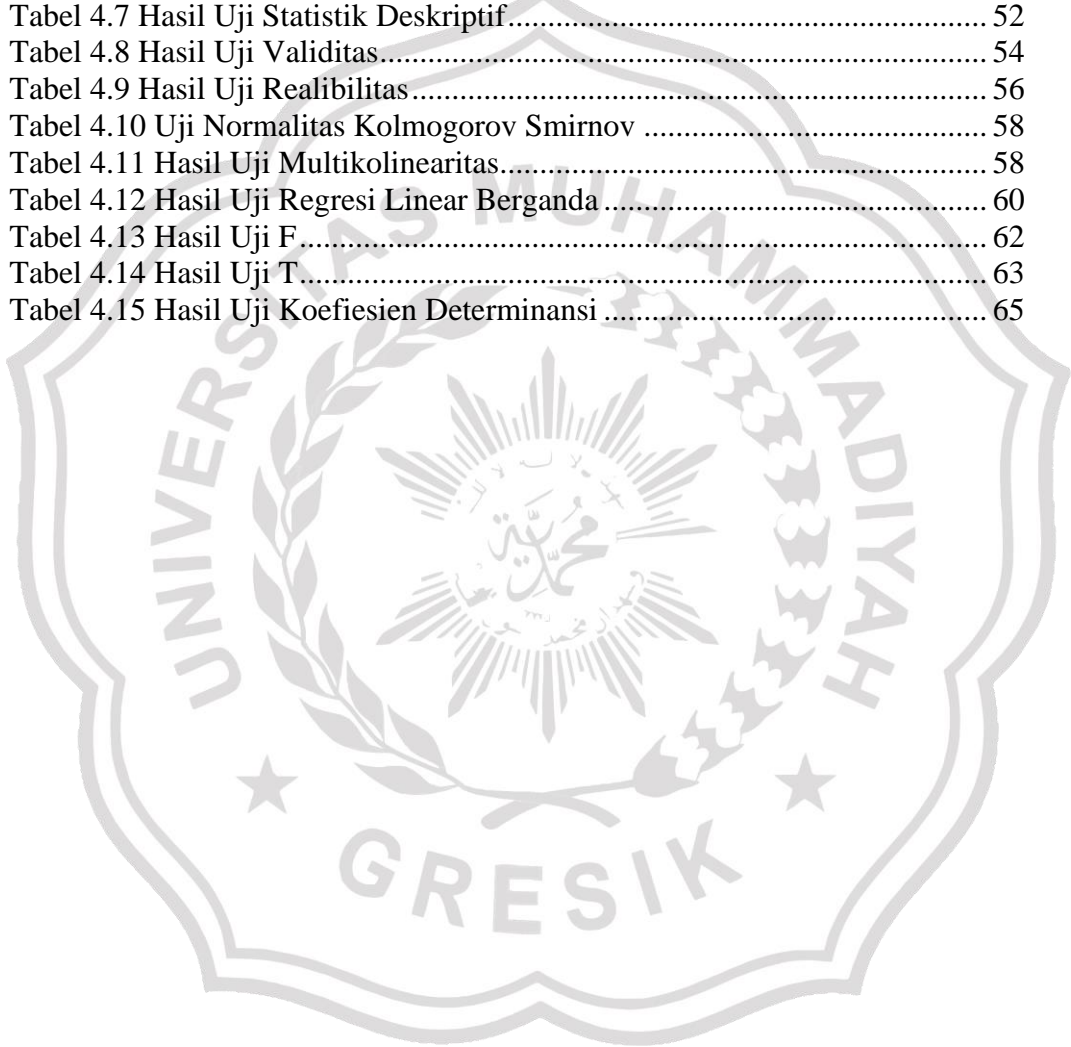 Tabel 4.7 Hasil Uji Statistik Deskriptif........................................................... 52
Tabel 4.8 Hasil Uji Validitas........................................................................... 54
Tabel 4.9 Hasil Uji Realibilitas....................................................................... 56
Tabel 4.10 Uji Normalitas Kolmogorov Smirnov .......................................... 58
Tabel 4.11 Hasil Uji Multikolinearitas............................................................ 58
Tabel 4.12 Hasil Uji Regresi Linear Berganda ............................................... 60
Tabel 4.13 Hasil Uji F..................................................................................... 62
Tabel 4.14 Hasil Uji T..................................................................................... 63
Tabel 4.15 Hasil Uji Koefiesien Determinansi ............................................... 65
UNIVERSITAS MUHAMMADIYAH
محمد
GRESIK